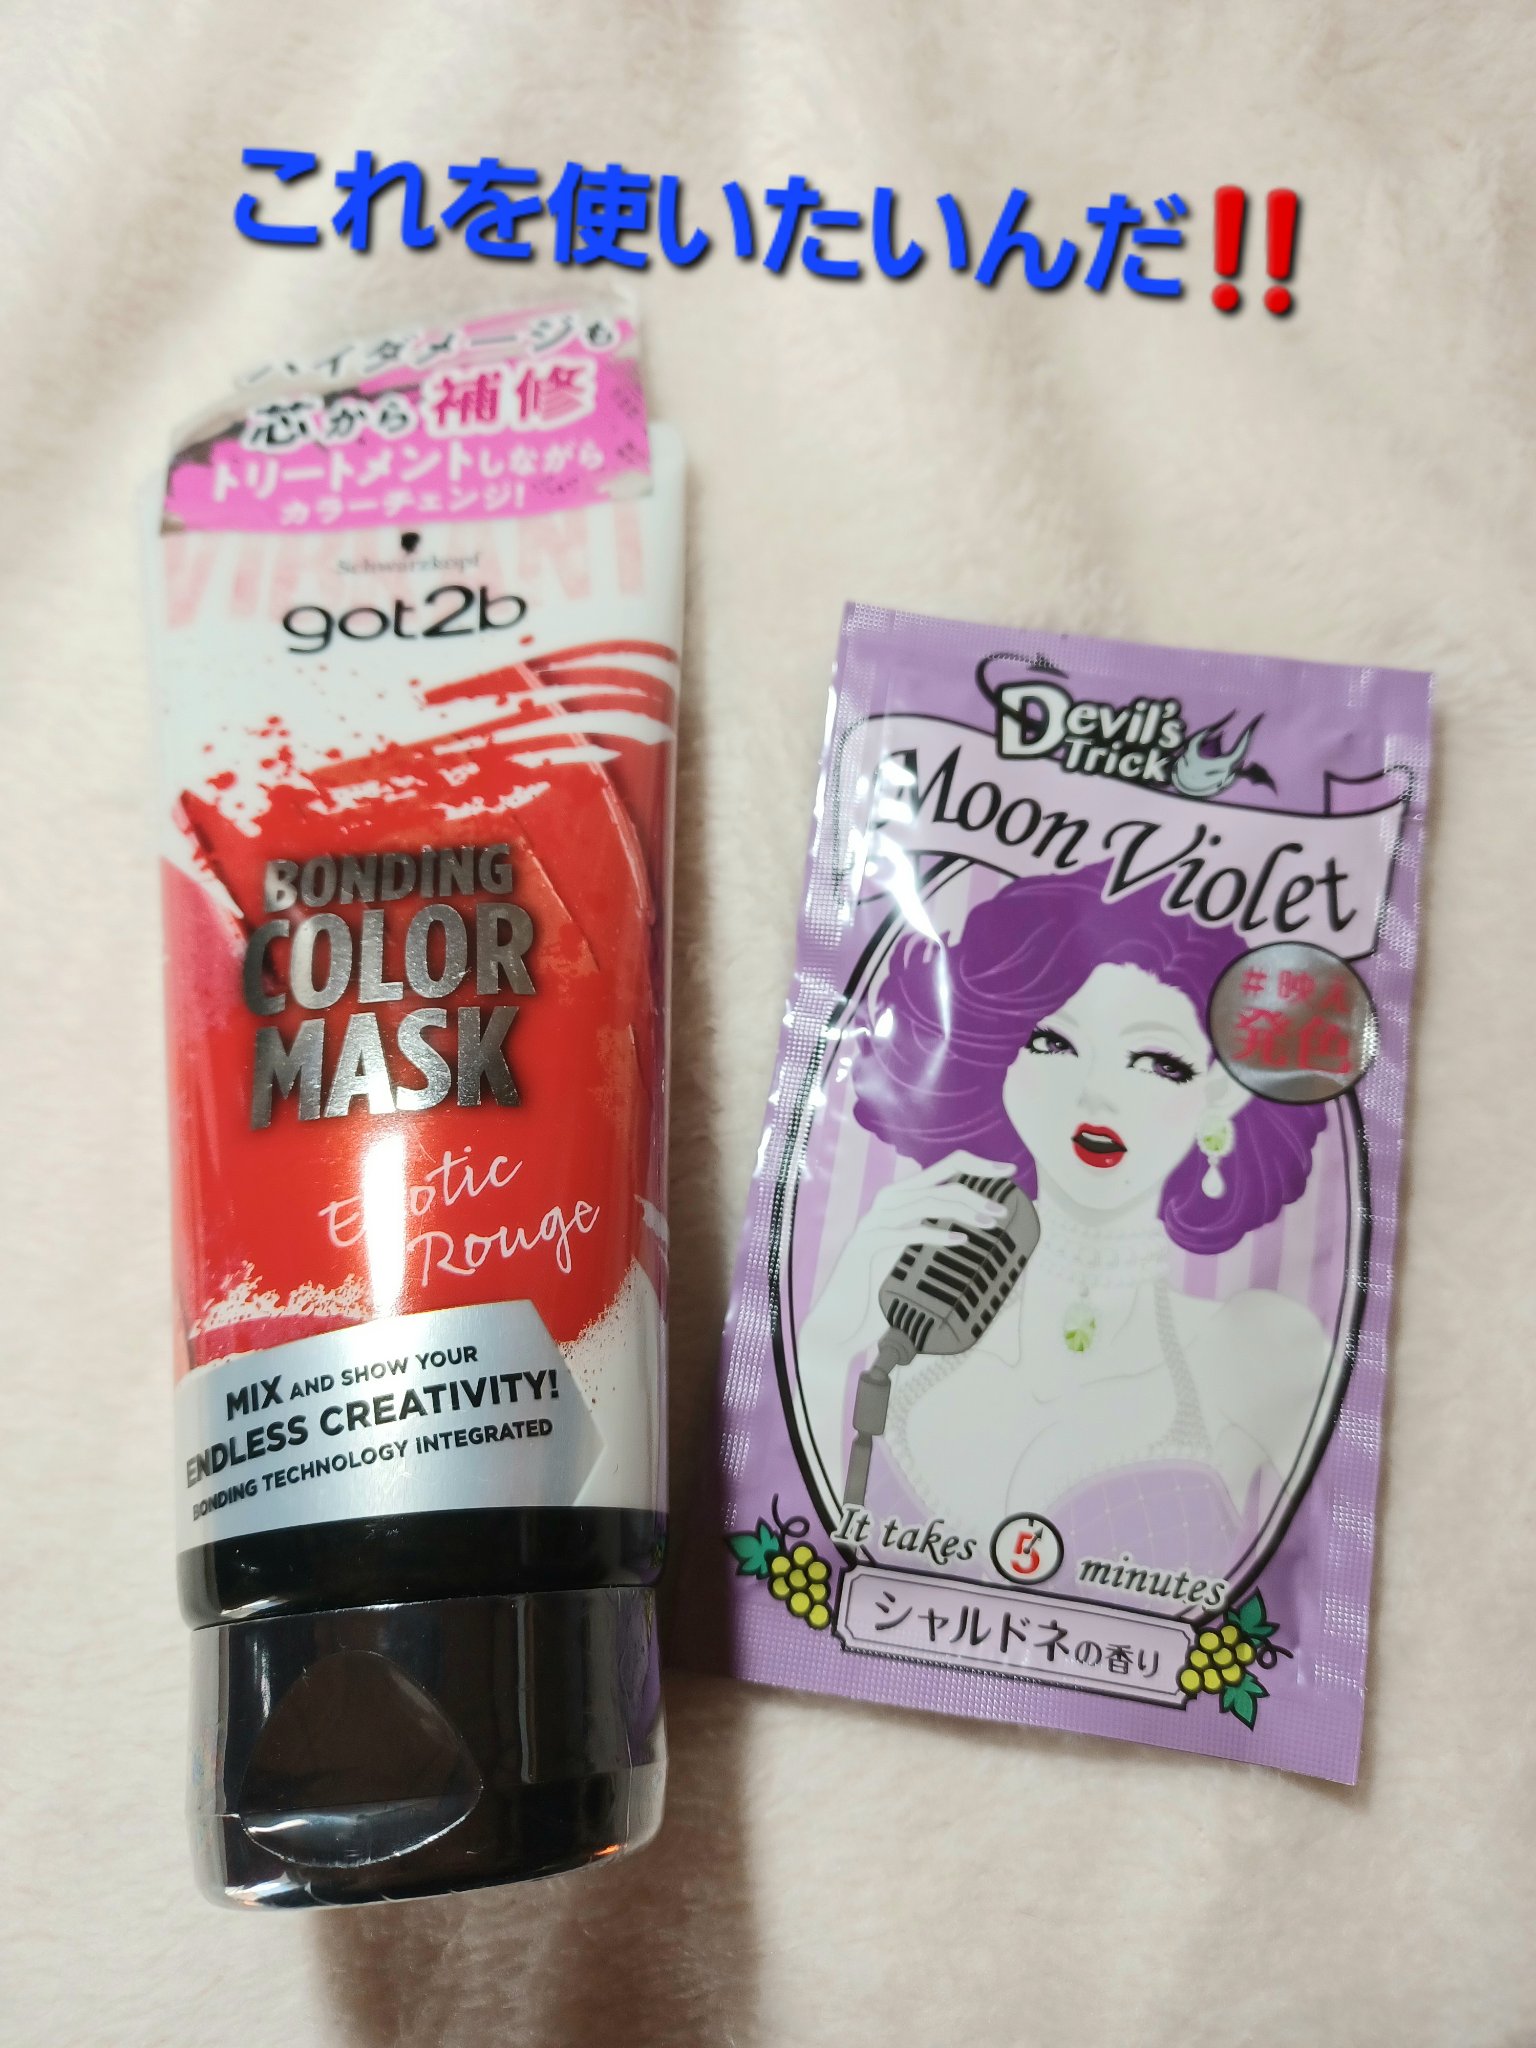 これを使いたいんだ‼
ハイダメージも
芯から補修
トリートメントしながら
カラーチェンジ!
Schwarzkopf
got2b
BONDING
COLOR
MASK
Exotic
Rouge
MIX AND SHOW YOUR
ENDLESS CREATIVITY!
BONDING TECHNOLOGY INTEGRATED
Devil's
Trick
Moon Violet
#映え
発色
It takes 5 minutes
シャルドネの香り